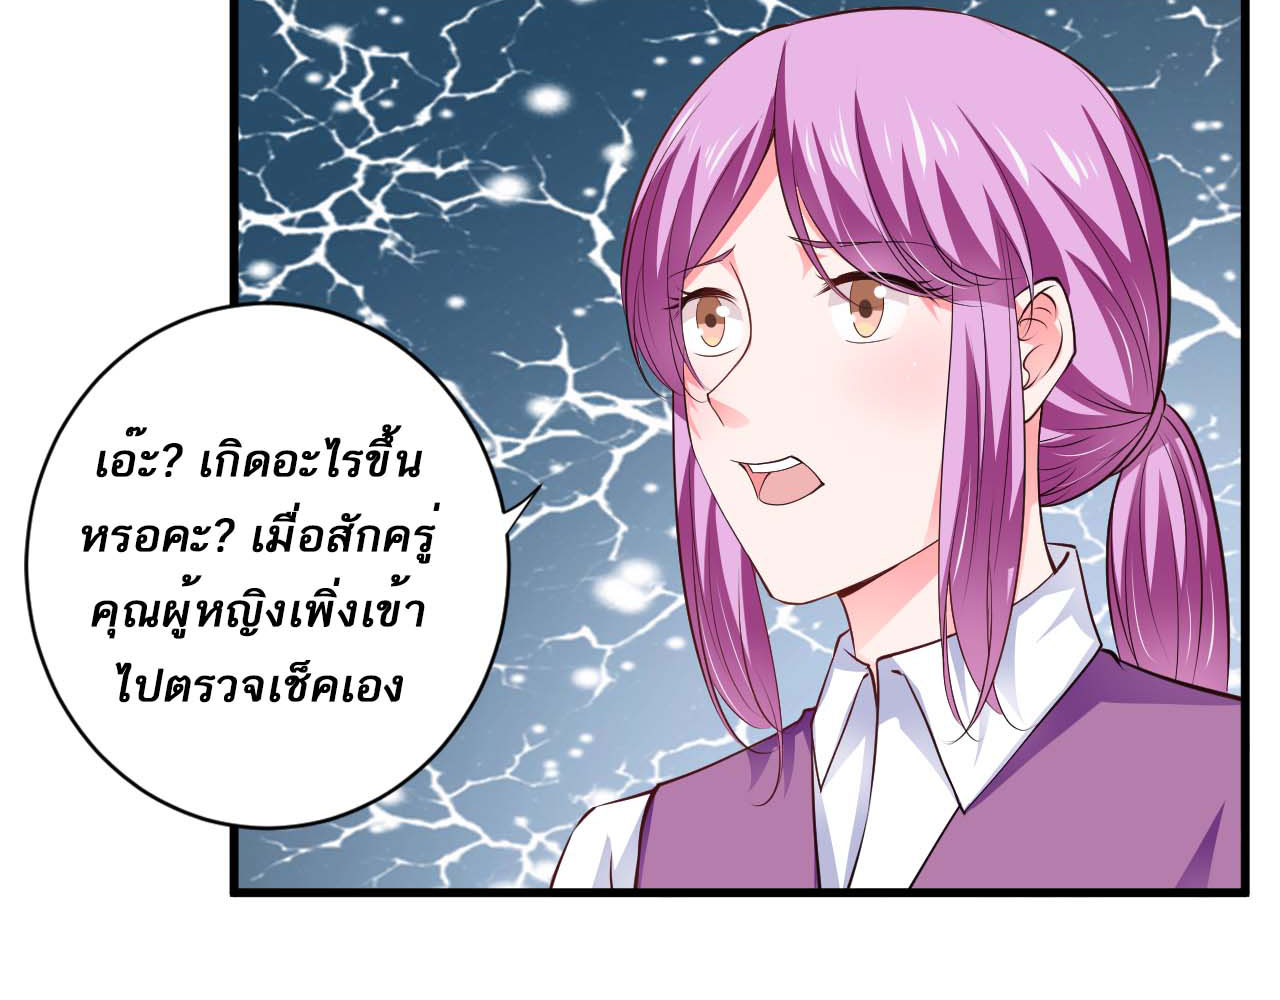 เอ๊ะ? เกิดอะไรขึ้น
หรอคะ? เมื่อสักครู่
คุณผู้หญิงเพิ่งเข้า
ไปตรวจเช็คเอง